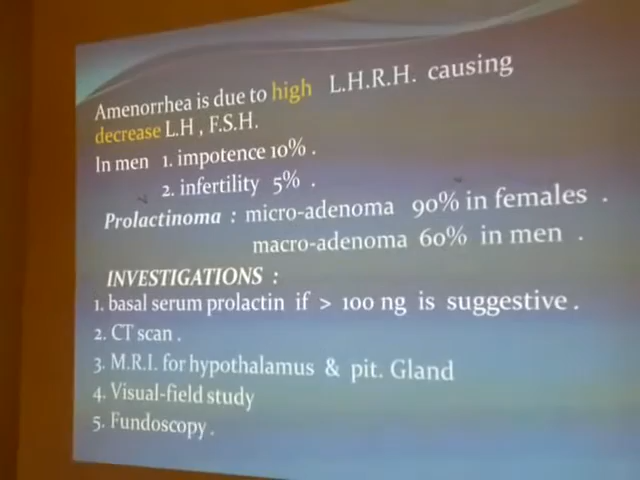 Amenorrhea is due to high L.H.R.H. causing
decrease L.H , F.S.H.
In men 1. impotence 10% .
2. infertility 5% .
Prolactinoma : micro-adenoma 90% in females .
macro-adenoma 60% in men .
INVESTIGATIONS :
1. basal serum prolactin if > 100 ng is suggestive .
2. CT scan .
3. M.R.I. for hypothalamus & pit. Gland
4. Visual-field study
5. Fundoscopy .